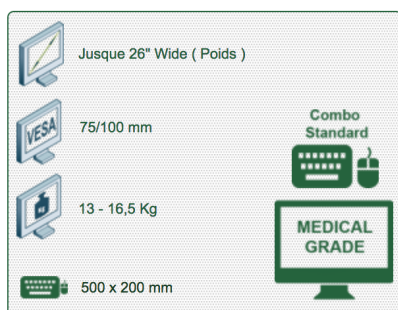 Jusque 26" Wide ( Poids )
VESA
75/100 mm
Combo
Standard
KG
13 - 16,5 Kg
MEDICAL
GRADE
500 x 200 mm